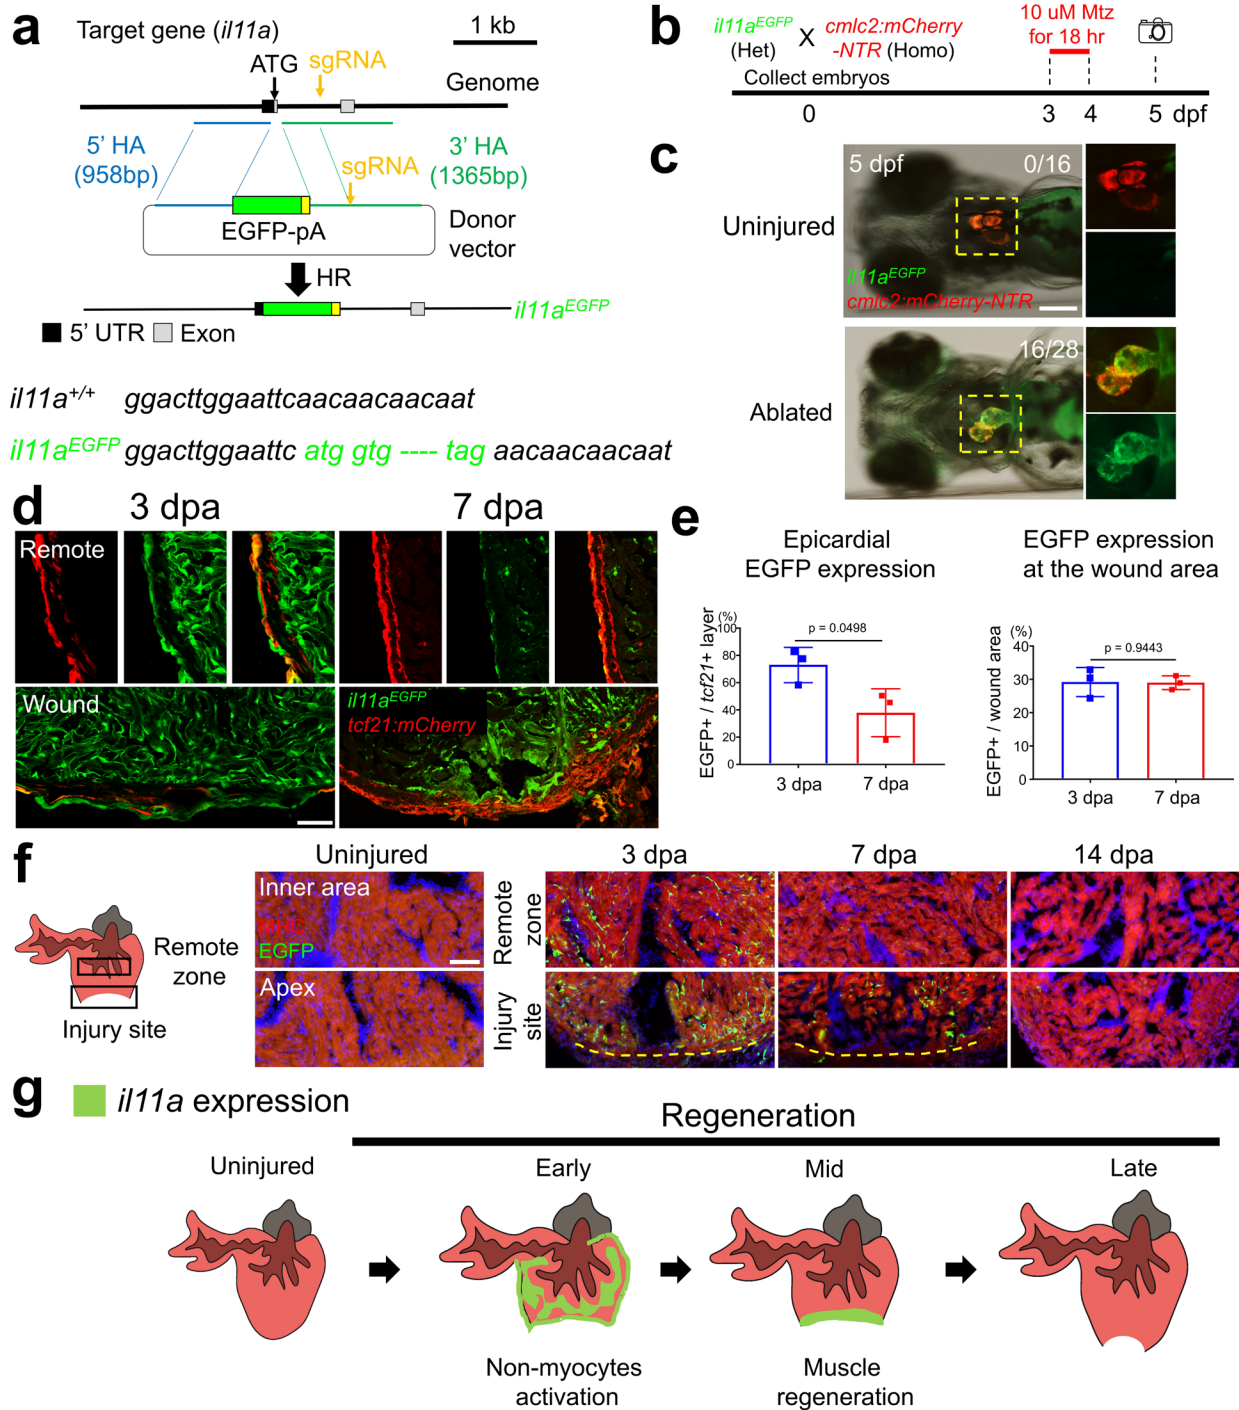 a
Target gene (il11a)
1 kb
ATG
sgRNA
Genome
5' HA
(958bp)
3' HA
(1365bp)
sgRNA
EGFP-pA
Donor
vector
HR
il11aEGFP
5' UTR
Exon
il11a+/+ ggacttggaattcaacaacaacaat
il11aEGFP ggacttggaattc atg gtg ---- tag aacaacaacaat
b
il11aEGFP
(Het)
X
cmlc2:mCherry
-NTR (Homo)
10 uM Mtz
for 18 hr
Collect embryos
0
3
4
5
dpf
c
Uninjured
5 dpf
0/16
il11aEGFP
cmlc2:mCherry-NTR
Ablated
16/28
d
3 dpa
7 dpa
Remote
Wound
il11aEGFP
tcf21:mCherry
e
Epicardial
EGFP expression
EGFP+ / tcf21+ layer
(%)
100
80
60
40
20
0
p = 0.0498
3 dpa
7 dpa
EGFP expression
at the wound area
EGFP+ / wound area
(%)
40
30
20
10
0
p = 0.9443
3 dpa
7 dpa
f
Remote
zone
Injury site
Uninjured
Inner area
EGFP
Apex
3 dpa
7 dpa
14 dpa
Remote
zone
Injury
site
g
il11a expression
Regeneration
Uninjured
Early
Mid
Late
Non-myocytes
activation
Muscle
regeneration